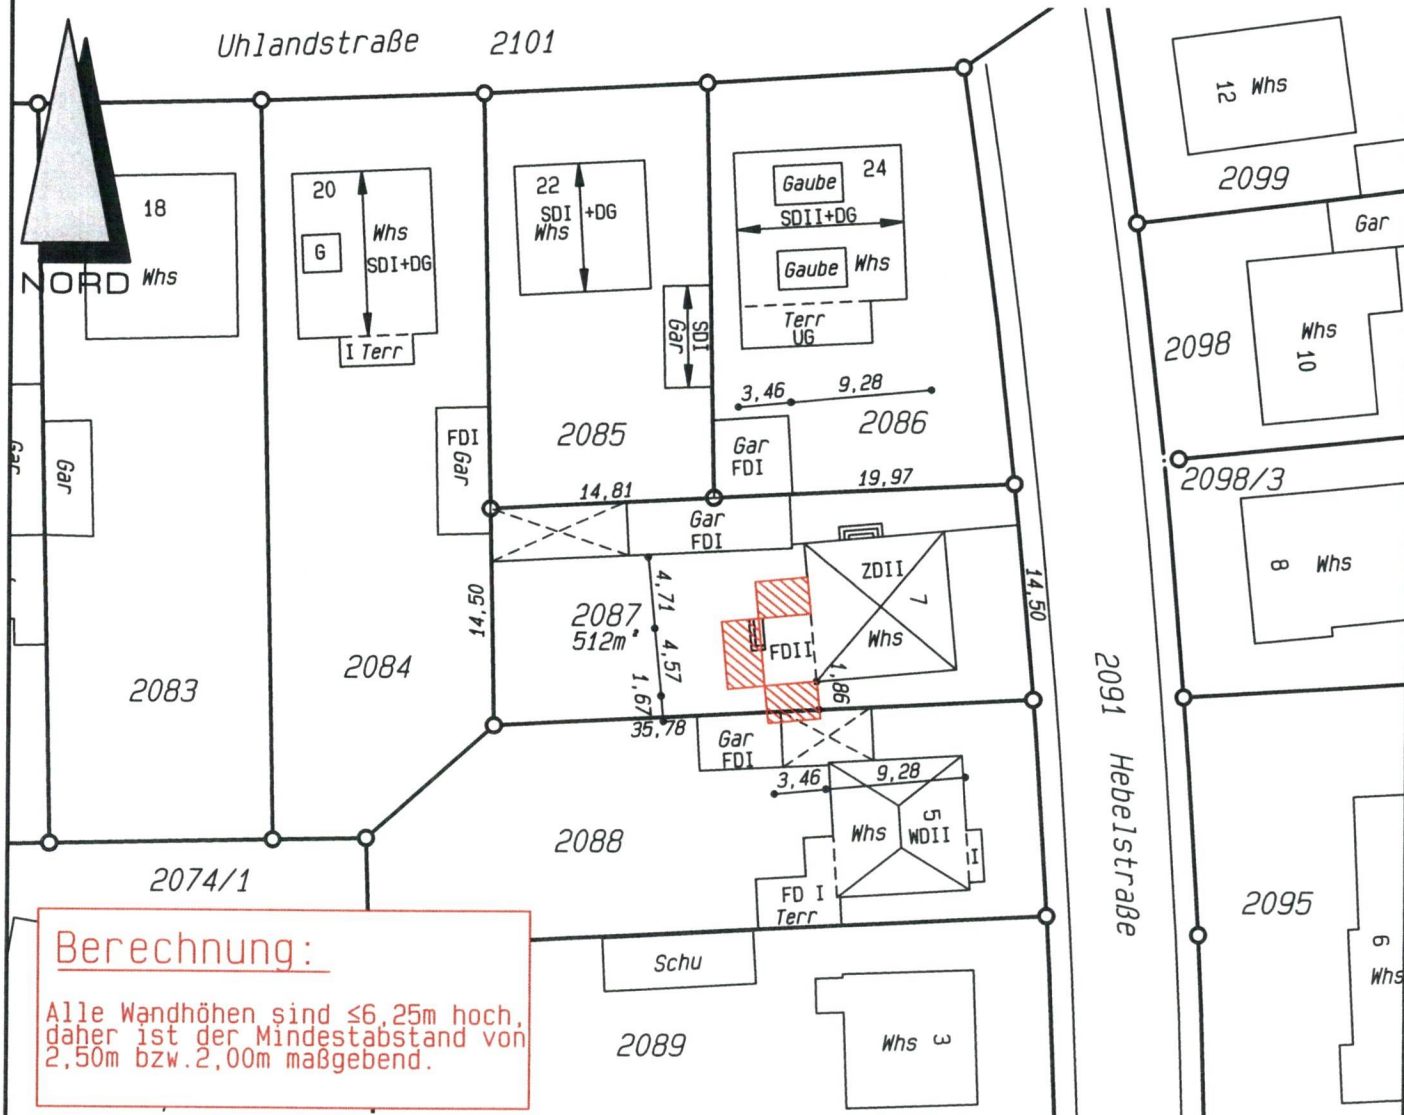 Uhlandstraße 2101
NORD
18
Whs
20
G
Whs
SDI+DG
I Terr
22
SDI +DG
Whs
SDI
Gar
Gaube
24
SDII+DG
Gaube Whs
Terr
UG
3,46 9,28
2086
12 Whs
2099
Gar
2098
Whs
10
2098/3
8 Whs
Gar
Gar
FDI
Gar
2085
Gar
FDI
14,81
19,97
Gar
FDI
14,50
2087
512m²
4,71
4,57
1,67
35,78
FDII
ZDII
7
Whs
1,86
14,50
2083
2084
2091 Hebelstraße
Gar
FDI
3,46 9,28
2088
Whs
5
WDII
I
FD I
Terr
2074/1
2095
6
Whs
Schu
2089
Whs 3
Berechnung:
Alle Wandhöhen sind ≤6,25m hoch,
daher ist der Mindestabstand von
2,50m bzw.2,00m maßgebend.